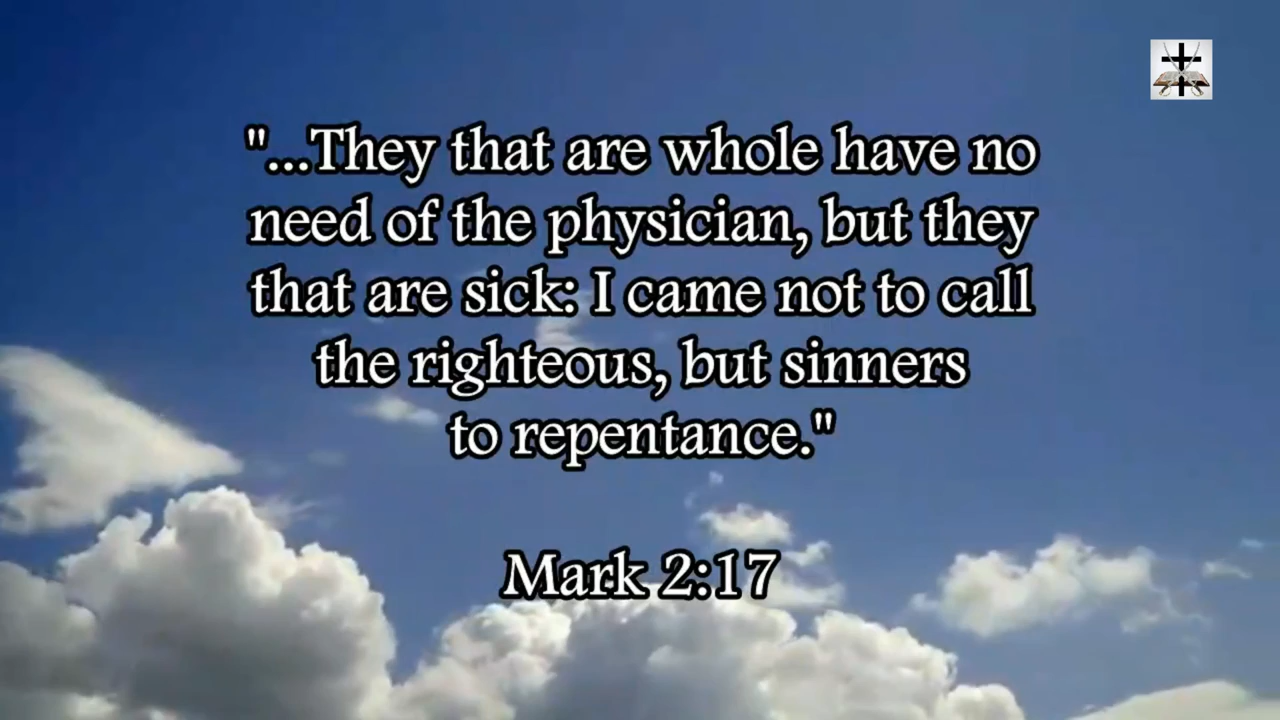 "...They that are whole have no
need of the physician, but they
that are sick: I came not to call
the righteous, but sinners
to repentance."
Mark 2:17